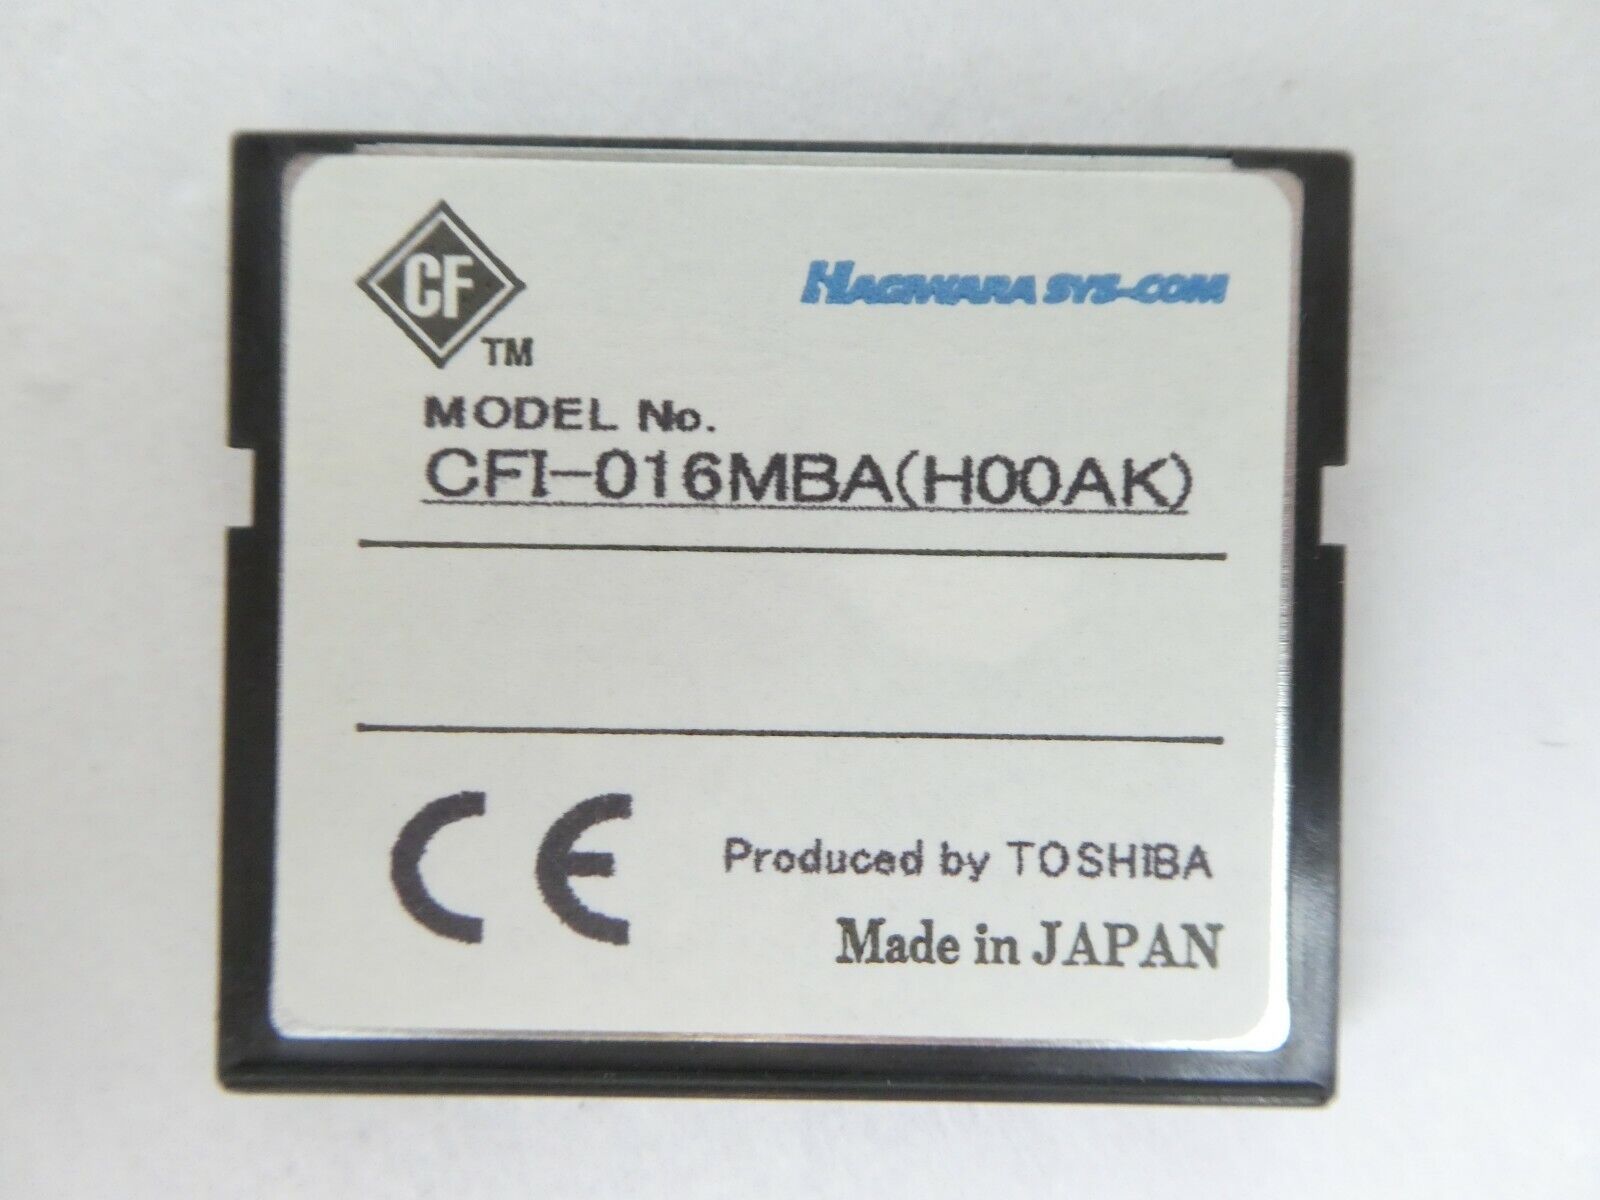 CF
TM
HAGIWARA SYS-COM
MODEL No.
CFI-016MBA(H00AK)
CE
Produced by TOSHIBA
Made in JAPAN